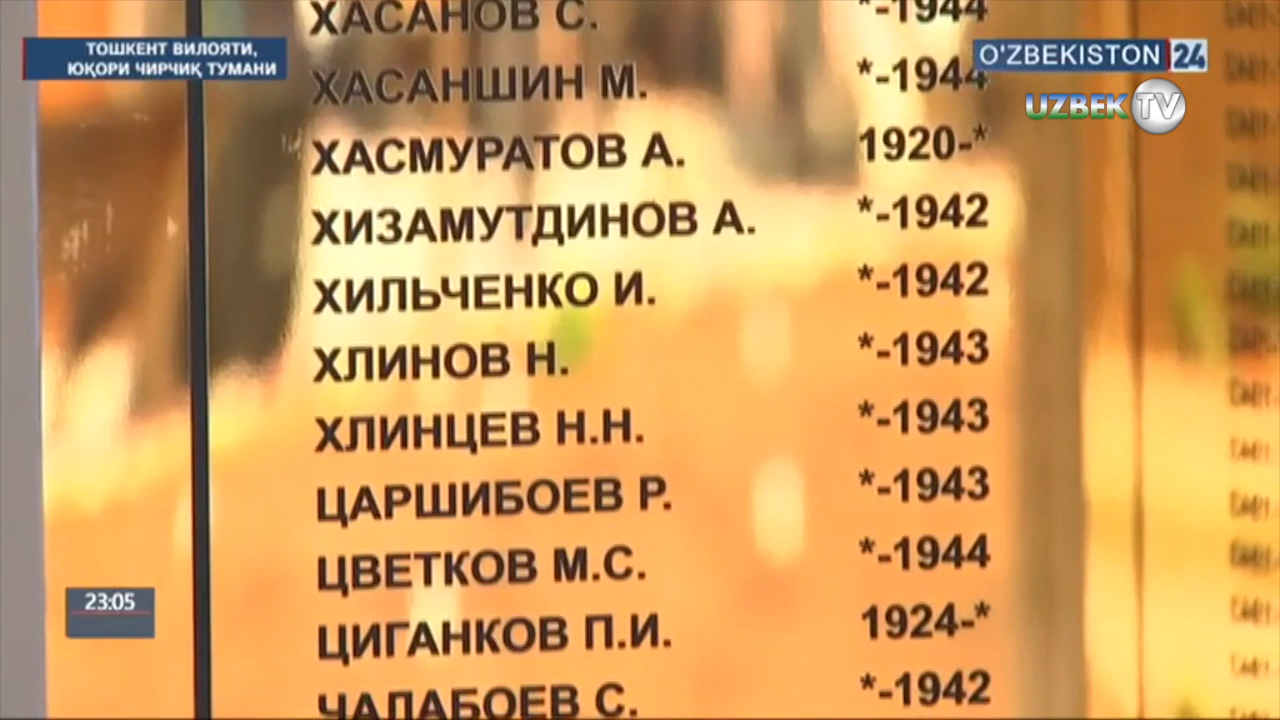 ХАСАНОВ С. *-1944
ТОШКЕНТ ВИЛОЯТИ,
ЮҚОРИ ЧИРЧИҚ ТУМАНИ
O'ZBEKISTON 24
ХАСАНШИН М. *-1944
UZBEK TV
ХАСМУРАТОВ А. 1920-*
ХИЗАМУТДИНОВ А. *-1942
ХИЛЬЧЕНКО И. *-1942
ХЛИНОВ Н. *-1943
ХЛИНЦЕВ Н.Н. *-1943
ЦАРШИБОЕВ Р. *-1943
ЦВЕТКОВ М.С. *-1944
23:05
ЦИГАНКОВ П.И. 1924-*
ЧАЛАБОЕВ С. *-1942